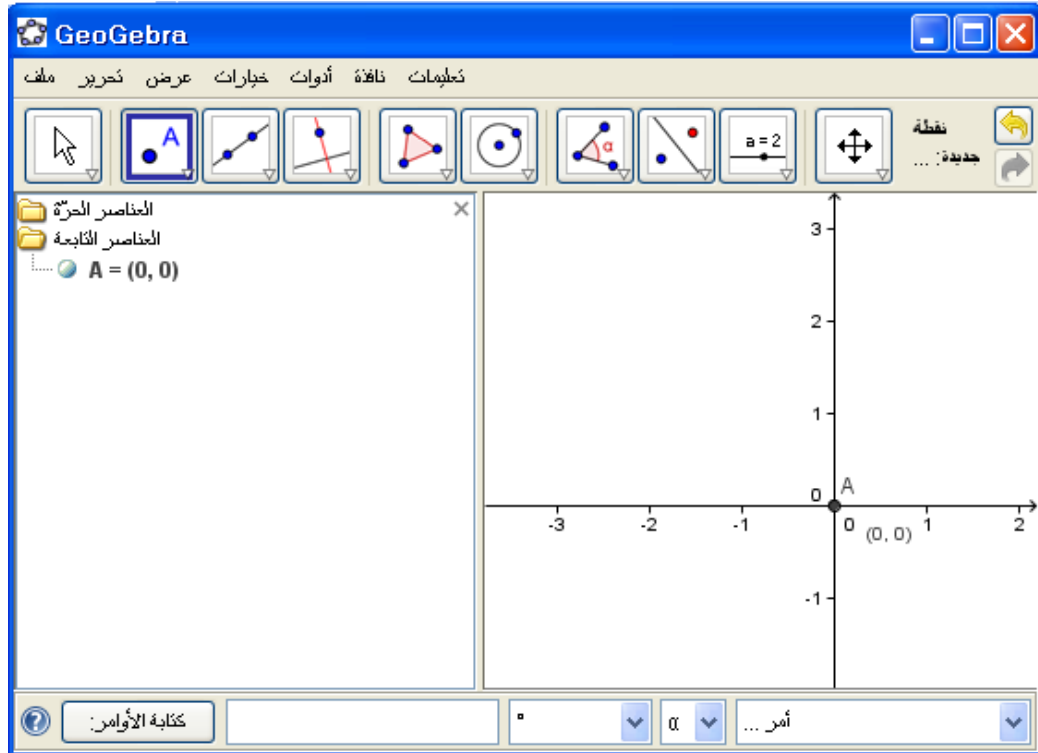 GeoGebra
ملف تحرير عرض خيارات أدوات نافذة تعليمات
A
α
a = 2
نقطة
جديدة: ...
العناصر الحرّة
العناصر التابعة
A = (0, 0)
3
2
1
0
A
-3 -2 -1 0 1 2
(0, 0)
-1
كتابة الأوامر:
° α أمر ...